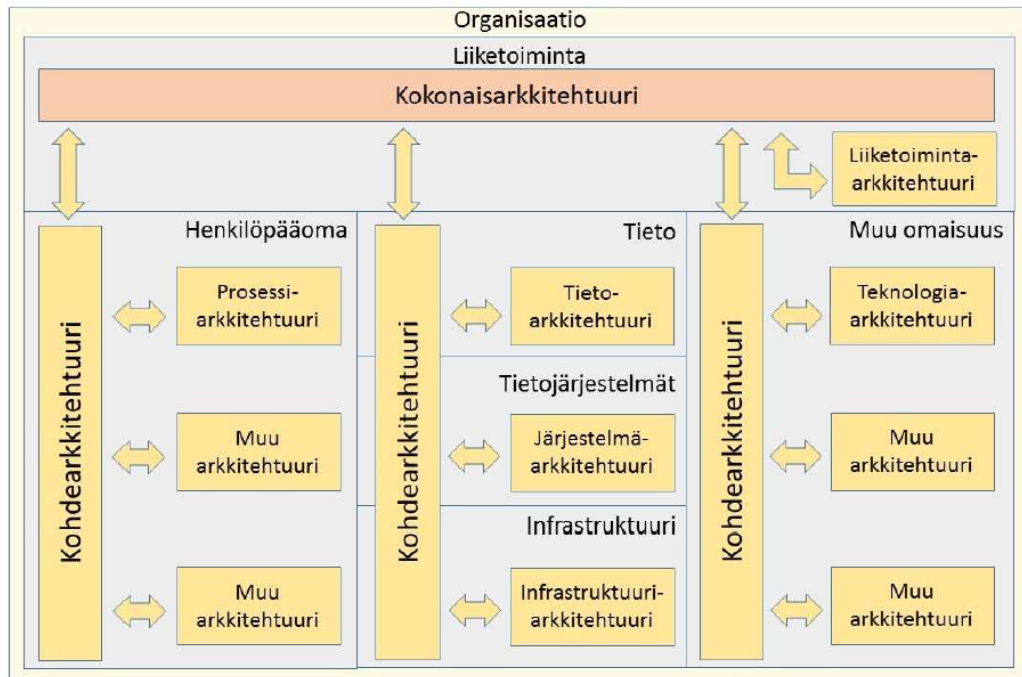 Organisaatio
Liiketoiminta
Kokonaisarkkitehtuuri
Liiketoiminta-
arkkitehtuuri
Henkilöpääoma
Kohdearkkitehtuuri
Prosessi-
arkkitehtuuri
Muu
arkkitehtuuri
Muu
arkkitehtuuri
Tieto
Kohdearkkitehtuuri
Tieto-
arkkitehtuuri
Tietojärjestelmät
Järjestelmä-
arkkitehtuuri
Infrastruktuuri
Infrastruktuuri-
arkkitehtuuri
Muu omaisuus
Kohdearkkitehtuuri
Teknologia-
arkkitehtuuri
Muu
arkkitehtuuri
Muu
arkkitehtuuri